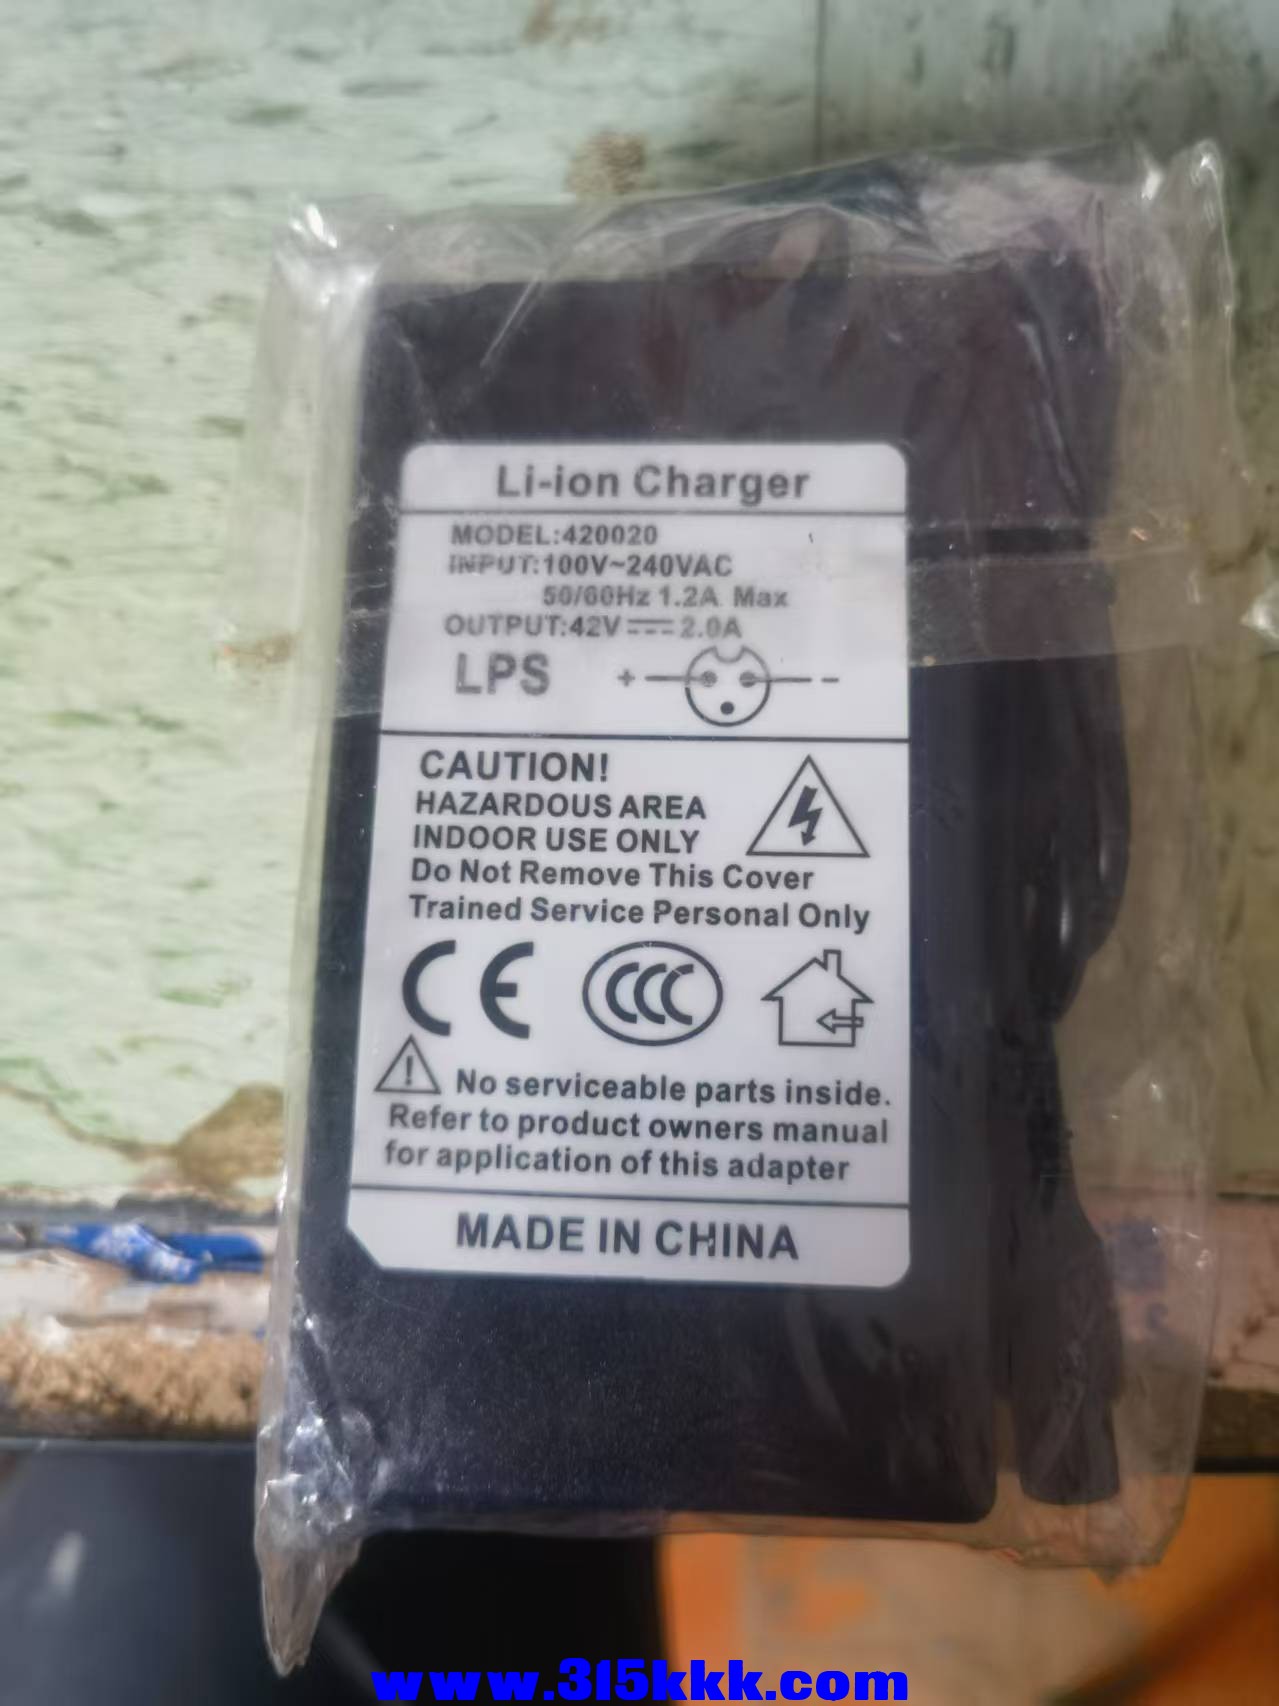 Li-ion Charger
MODEL:420020
INPUT:100V~240VAC
50/60Hz 1.2A Max
OUTPUT:42V⎓2.0A
LPS
+ -
CAUTION!
HAZARDOUS AREA
INDOOR USE ONLY
Do Not Remove This Cover
Trained Service Personal Only
CE CCC
! No serviceable parts inside.
Refer to product owners manual
for application of this adapter
MADE IN CHINA
www.315kkk.com